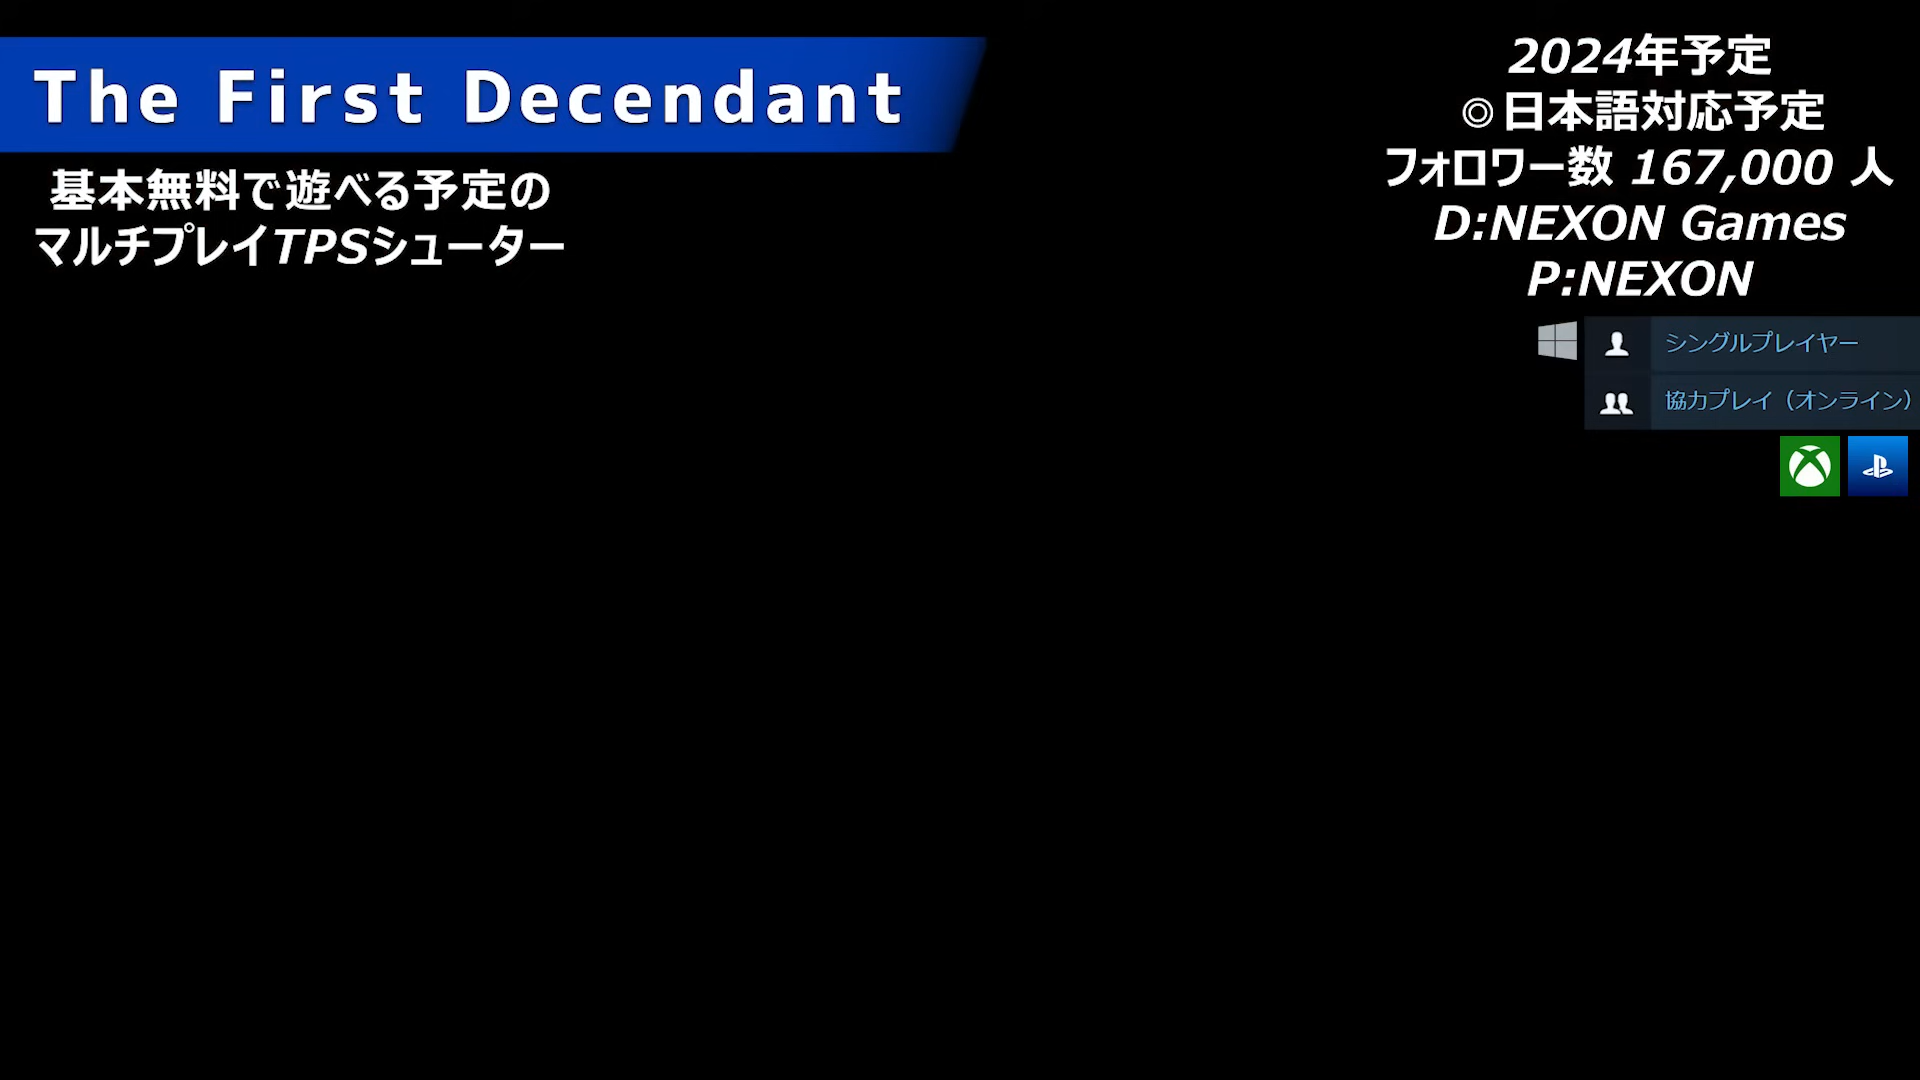 The First Decendant
基本無料で遊べる予定の
マルチプレイTPSシューター
2024年予定
◎日本語対応予定
フォロワー数 167,000 人
D:NEXON Games
P:NEXON
シングルプレイヤー
協力プレイ（オンライン）